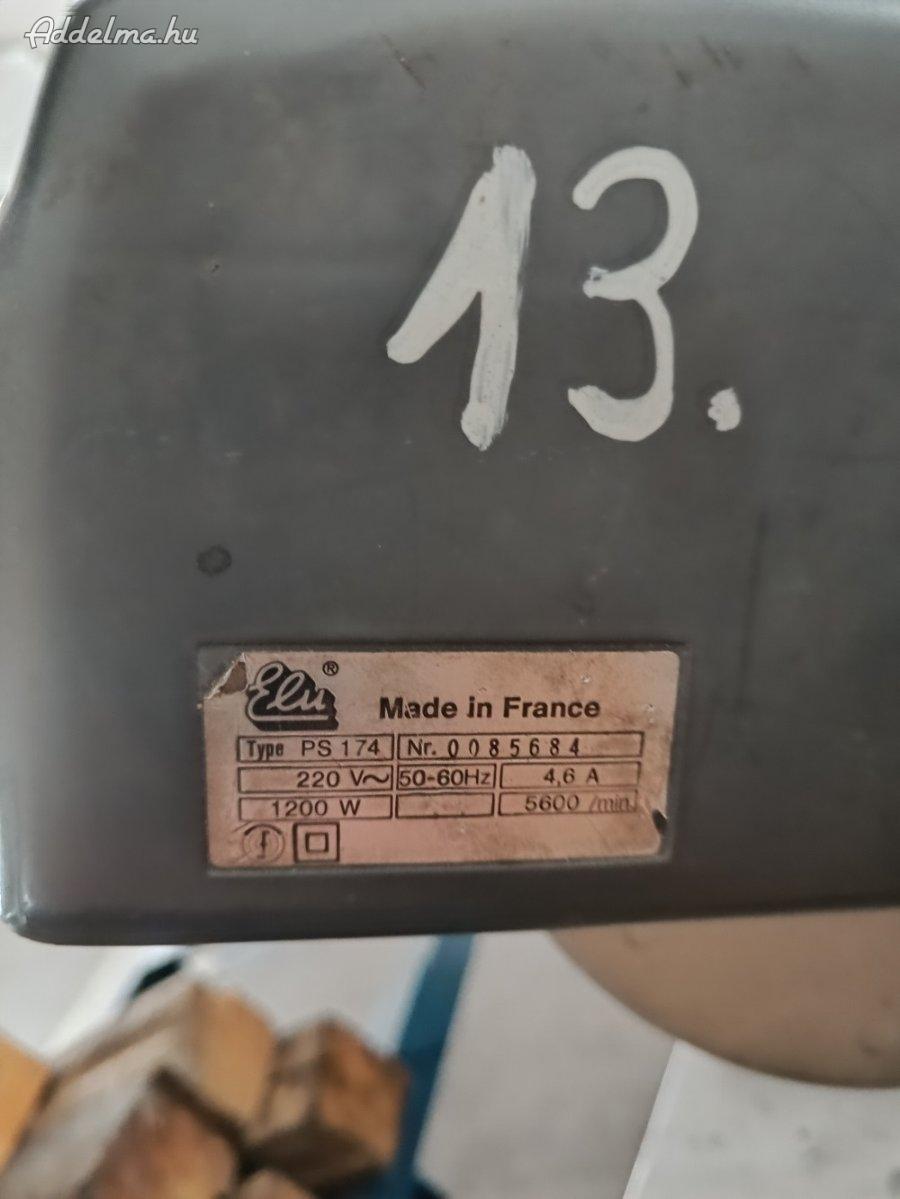 Addelma.hu
13.
Elu®
Made in France
Type PS 174 Nr. 0085684
220 V~ 50-60Hz 4,6 A
1200 W 5600 /min